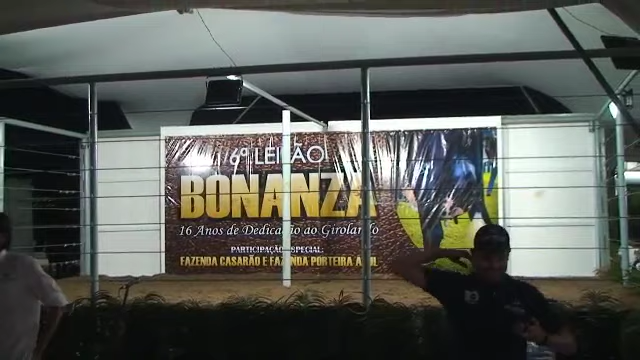 6º LEILÃO
BONANZA
16 Anos de Dedicação ao Girolando
PARTICIPAÇÃO ESPECIAL:
FAZENDA CASARÃO E FAZENDA PORTEIRA AZUL